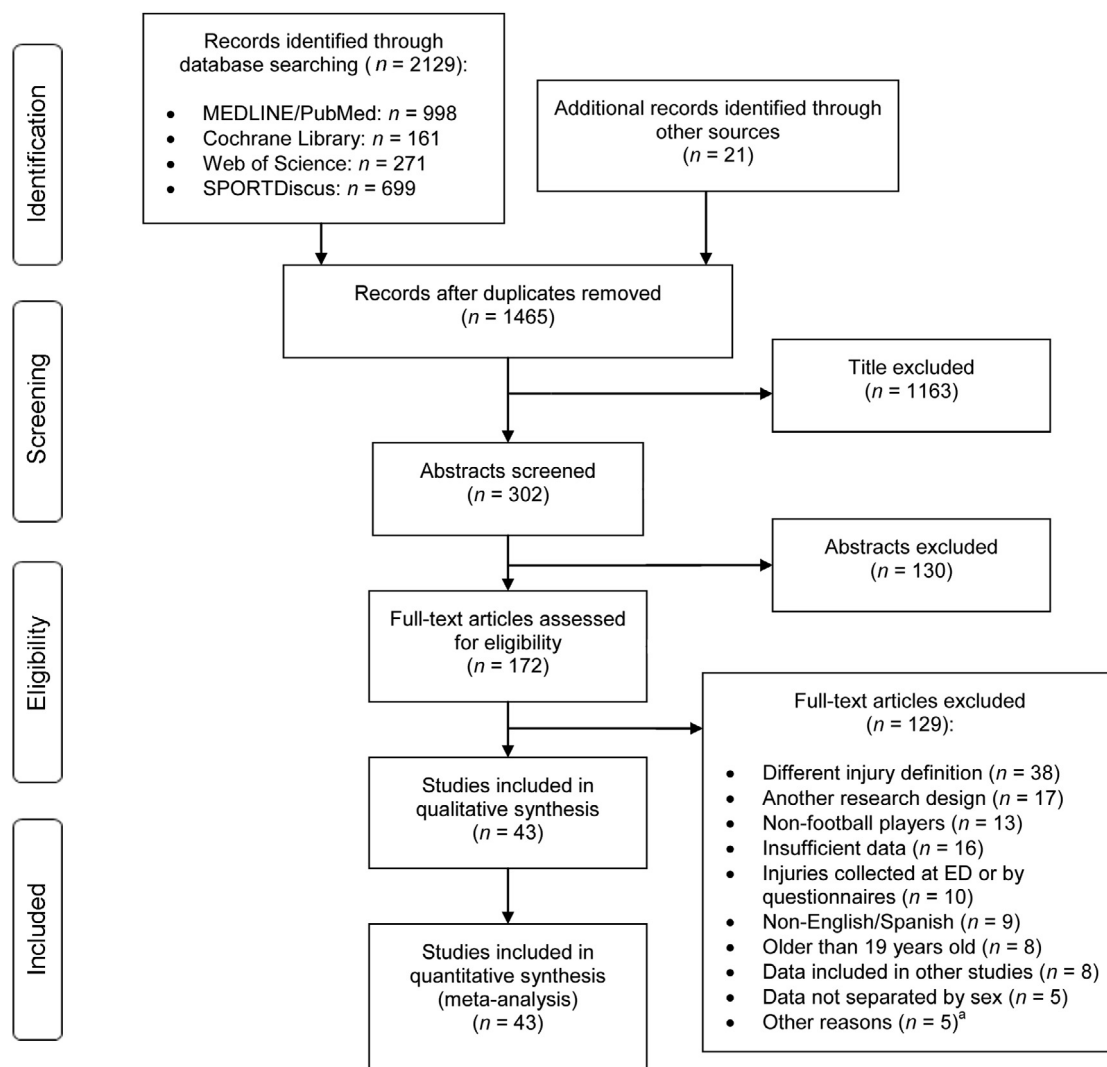 Identification
Records identified through
database searching (n = 2129):
• MEDLINE/PubMed: n = 998
• Cochrane Library: n = 161
• Web of Science: n = 271
• SPORTDiscus: n = 699
Additional records identified through
other sources
(n = 21)
Records after duplicates removed
(n = 1465)
Screening
Title excluded
(n = 1163)
Abstracts screened
(n = 302)
Abstracts excluded
(n = 130)
Eligibility
Full-text articles assessed
for eligibility
(n = 172)
Full-text articles excluded
(n = 129):
• Different injury definition (n = 38)
• Another research design (n = 17)
• Non-football players (n = 13)
• Insufficient data (n = 16)
• Injuries collected at ED or by
questionnaires (n = 10)
• Non-English/Spanish (n = 9)
• Older than 19 years old (n = 8)
• Data included in other studies (n = 8)
• Data not separated by sex (n = 5)
• Other reasons (n = 5)a
Studies included in
qualitative synthesis
(n = 43)
Included
Studies included in
quantitative synthesis
(meta-analysis)
(n = 43)